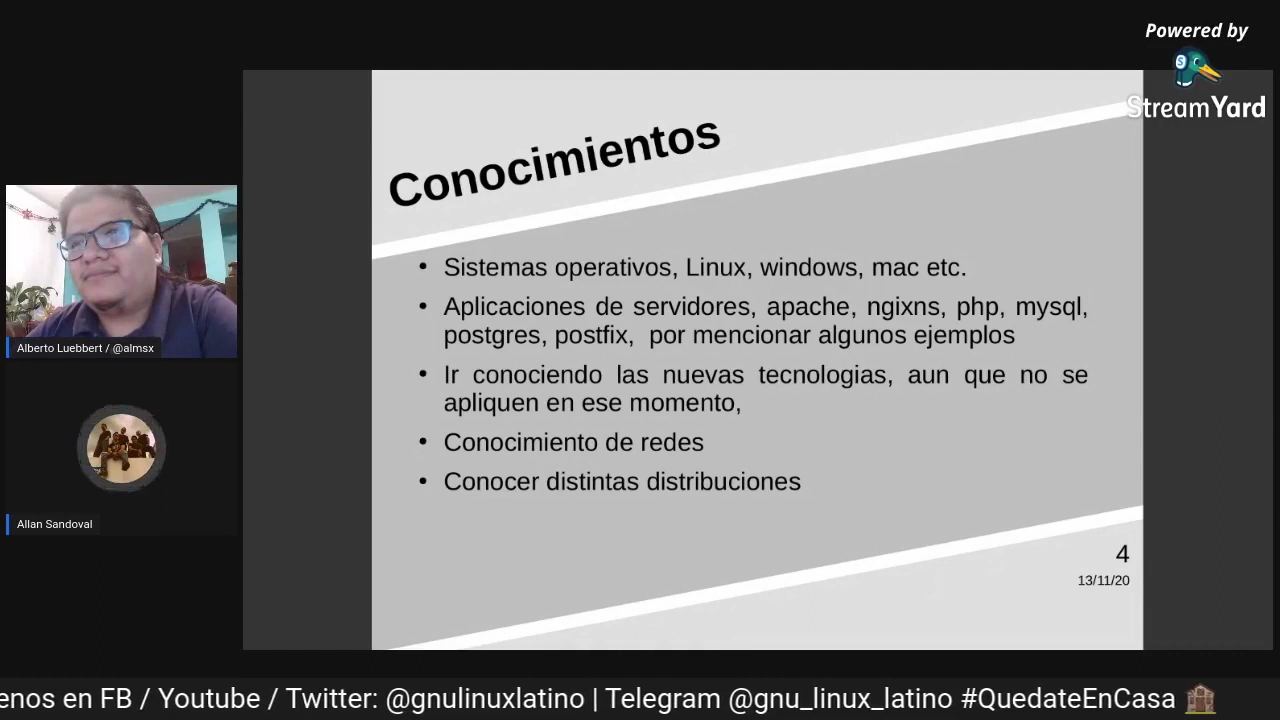 Powered by
StreamYard
Conocimientos
• Sistemas operativos, Linux, windows, mac etc.
• Aplicaciones de servidores, apache, ngixns, php, mysql,
postgres, postfix, por mencionar algunos ejemplos
• Ir conociendo las nuevas tecnologias, aun que no se
apliquen en ese momento,
• Conocimiento de redes
• Conocer distintas distribuciones
4
13/11/20
Alberto Luebbert / @almsx
Allan Sandoval
enos en FB / Youtube / Twitter: @gnulinuxlatino | Telegram @gnu_linux_latino #QuedateEnCasa